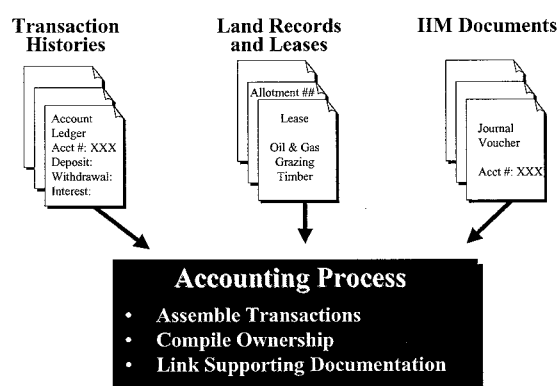 Transaction
Histories
Land Records
and Leases
IIM Documents
Account
Ledger
Acct #: XXX
Deposit:
Withdrawal:
Interest:
Allotment ##
Lease
Oil & Gas
Grazing
Timber
Journal
Voucher
Acct #: XXX
Accounting Process
• Assemble Transactions
• Compile Ownership
• Link Supporting Documentation